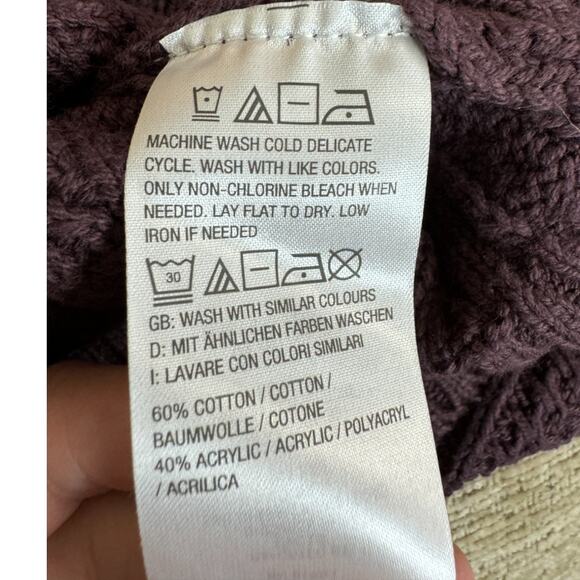 MACHINE WASH COLD DELICATE
CYCLE. WASH WITH LIKE COLORS.
ONLY NON-CHLORINE BLEACH WHEN
NEEDED. LAY FLAT TO DRY. LOW
IRON IF NEEDED
30
GB: WASH WITH SIMILAR COLOURS
D: MIT ÄHNLICHEN FARBEN WASCHEN
I: LAVARE CON COLORI SIMILARI
60% COTTON / COTTON /
BAUMWOLLE / COTONE
40% ACRYLIC / ACRYLIC / POLYACRYL
/ ACRILICA